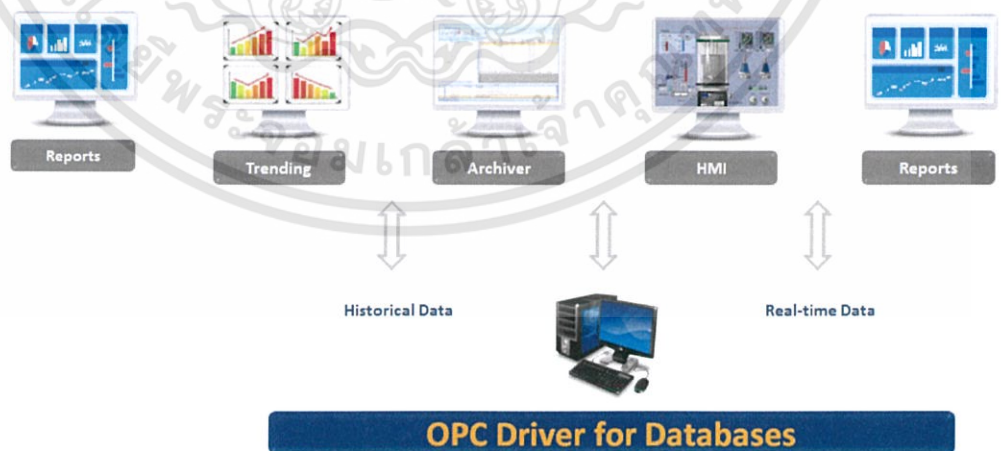 Reports
Trending
Archiver
HMI
Reports
Historical Data
Real-time Data
OPC Driver for Databases